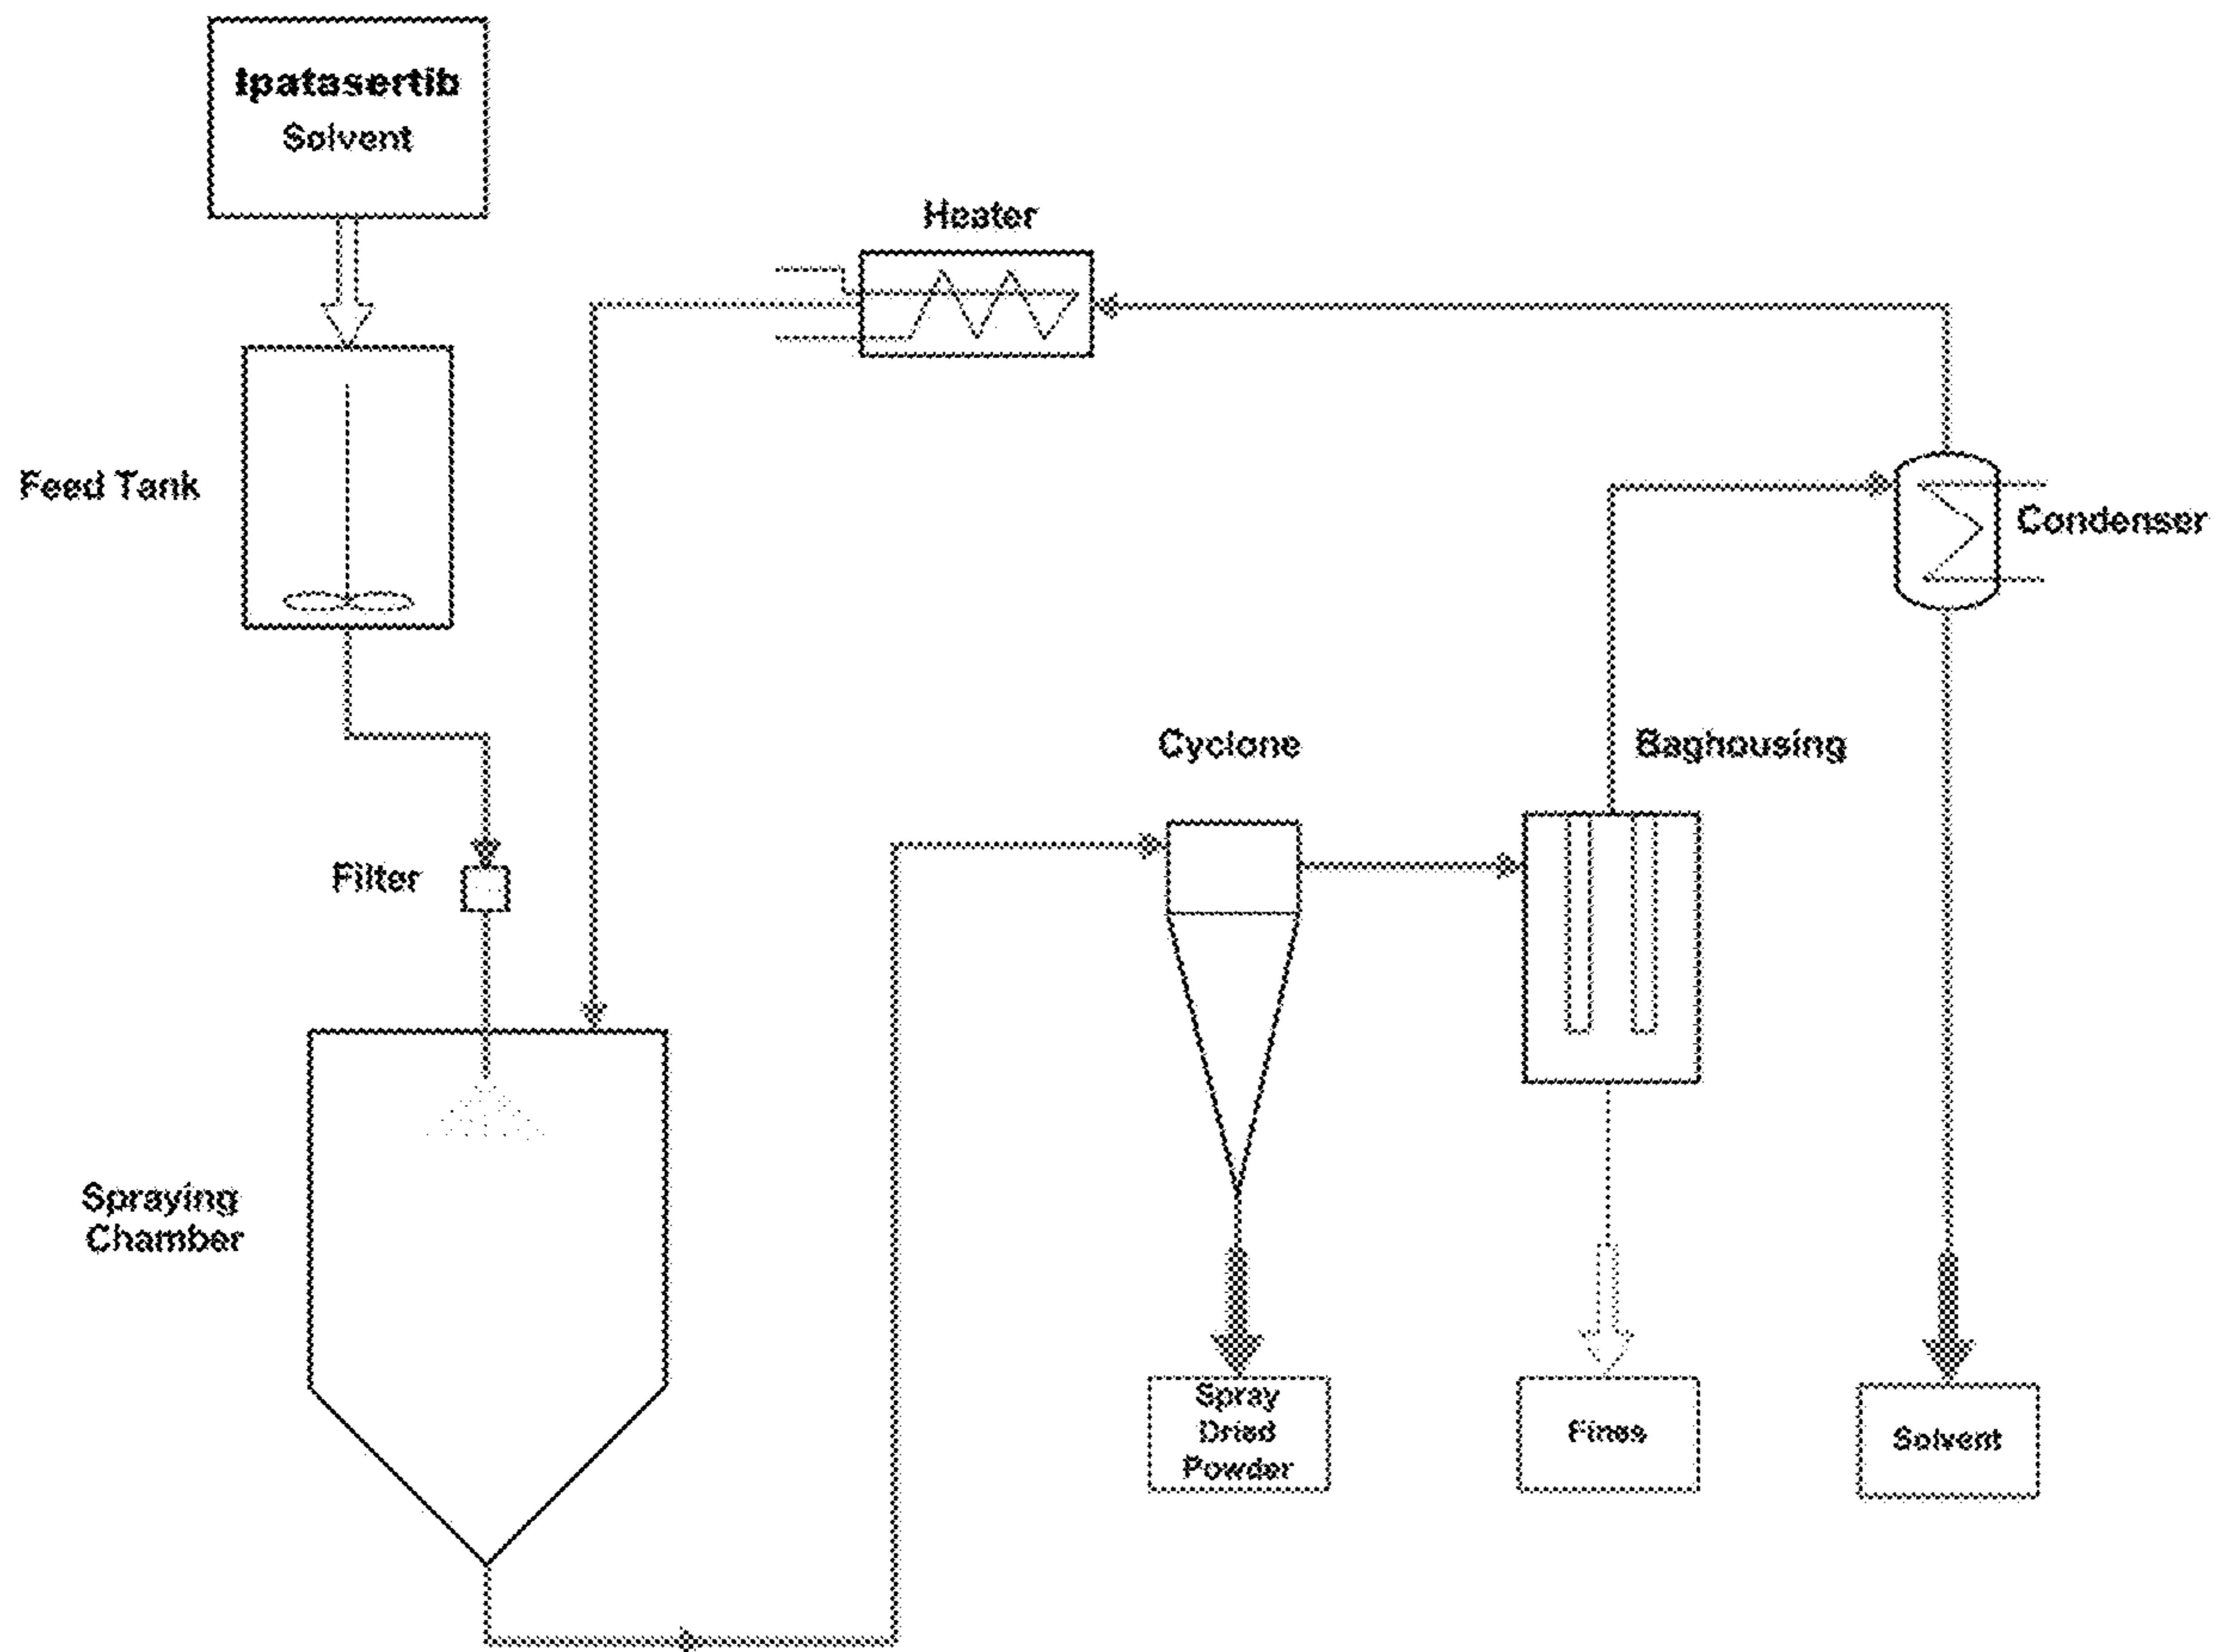 Ipatasertib
Solvent
Heater
Feed Tank
Condenser
Cyclone
Baghousing
Filter
Spraying
Chamber
Spray
Dried
Powder
Fines
Solvent